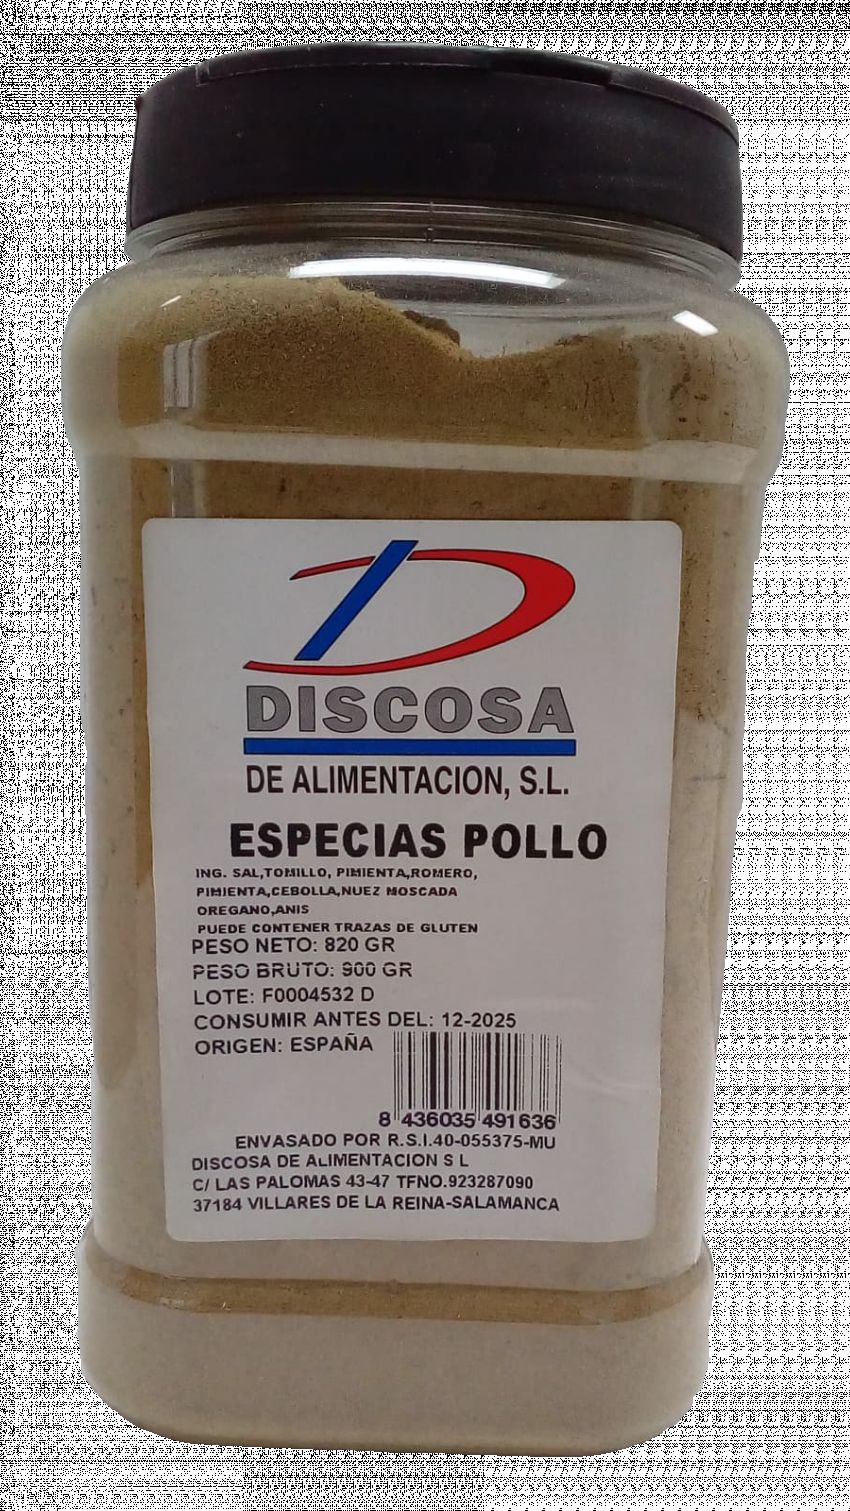 DISCOSA
DE ALIMENTACION, S.L.
ESPECIAS POLLO
ING. SAL,TOMILLO, PIMIENTA,ROMERO,
PIMIENTA,CEBOLLA,NUEZ MOSCADA
OREGANO,ANIS
PUEDE CONTENER TRAZAS DE GLUTEN
PESO NETO: 820 GR
PESO BRUTO: 900 GR
LOTE: F0004532 D
CONSUMIR ANTES DEL: 12-2025
ORIGEN: ESPAÑA
8 436035 491636
ENVASADO POR R.S.I.40-055375-MU
DISCOSA DE ALIMENTACION S L
C/ LAS PALOMAS 43-47 TFNO.923287090
37184 VILLARES DE LA REINA-SALAMANCA